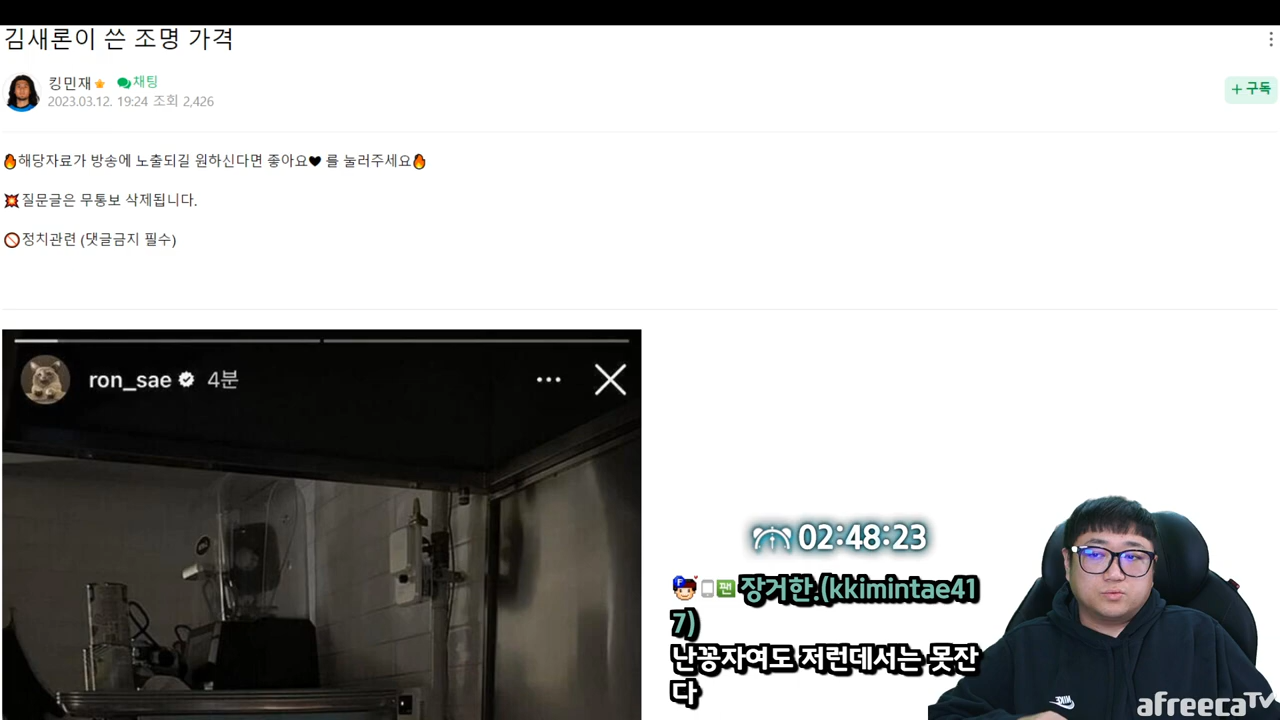 김새론이 쓴 조명 가격
킹민재 채팅
2023.03.12. 19:24 조회 2,426
+ 구독
해당자료가 방송에 노출되길 원하신다면 좋아요 를 눌러주세요
질문글은 무통보 삭제됩니다.
정치관련 (댓글금지 필수)
ron_sae 4분
02:48:23
F 팬 장거한.(kkimintae41
7)
난꽁자여도 저런데서는 못잔
다
NIKE
afreecaTV